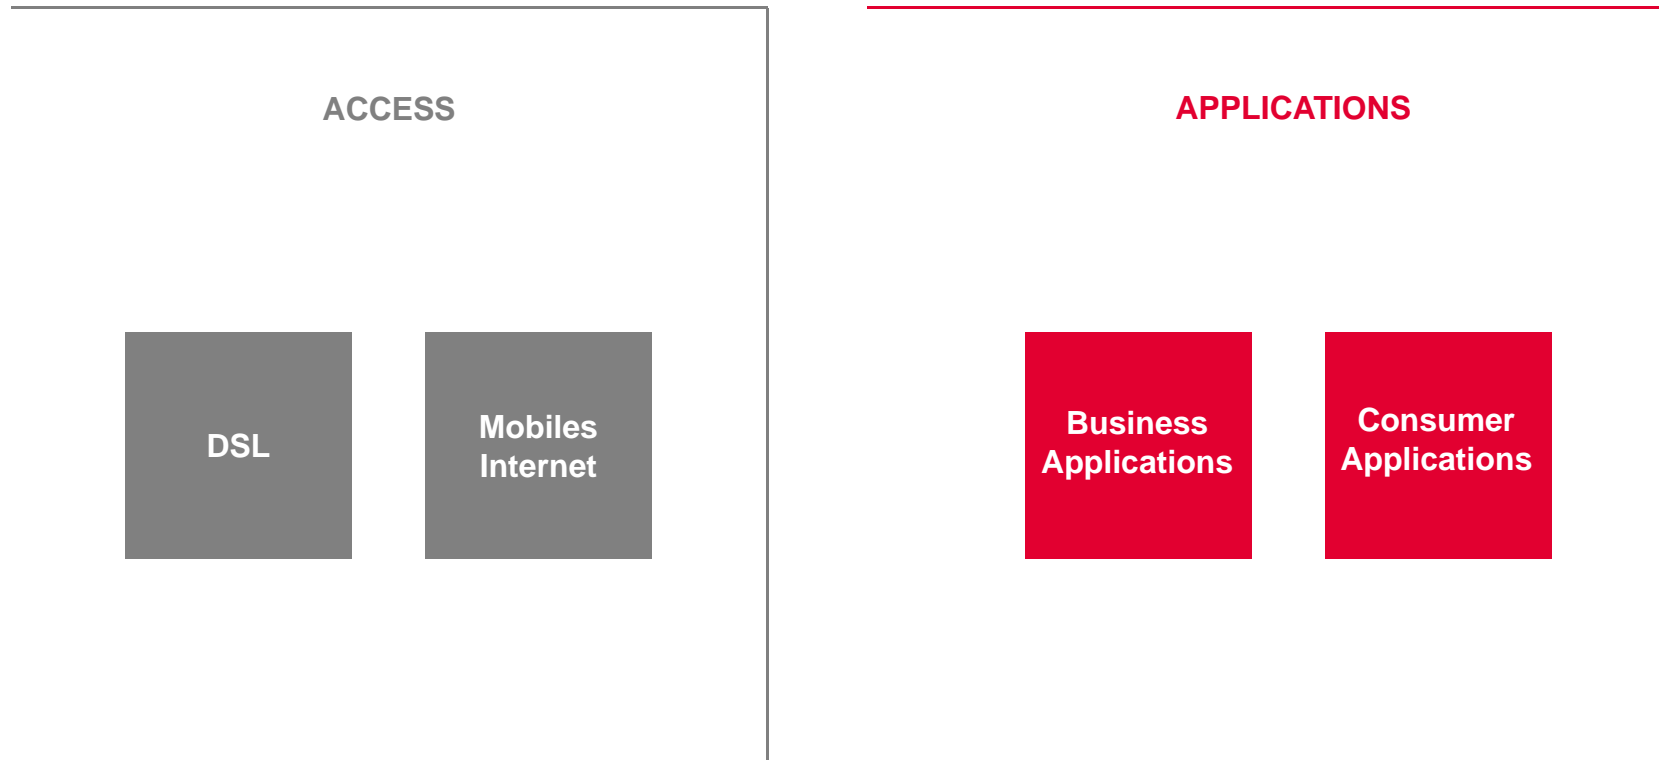 ACCESS
APPLICATIONS
DSL
Mobiles
Internet
Business
Applications
Consumer
Applications